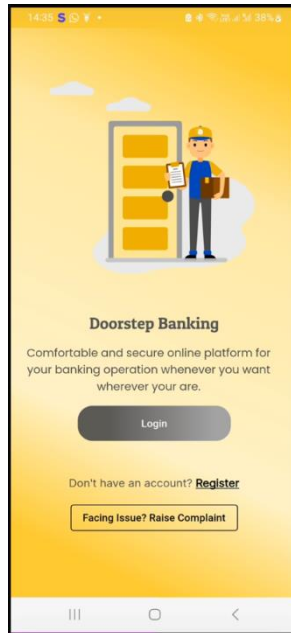 14:35
38%
Doorstep Banking
Comfortable and secure online platform for
your banking operation whenever you want
wherever your are.
Login
Don't have an account? Register
Facing Issue? Raise Complaint